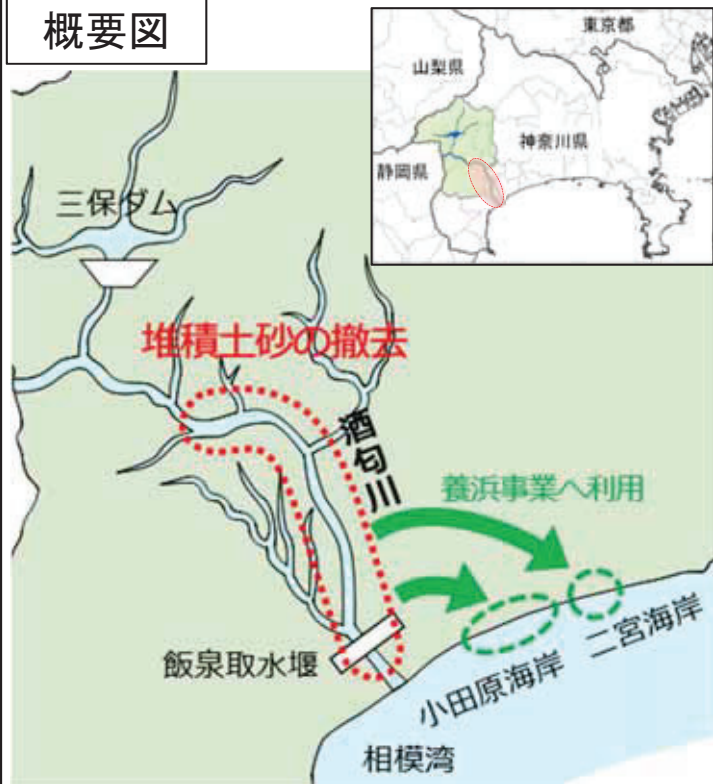 概要図
東京都
山梨県
神奈川県
静岡県
三保ダム
堆積土砂の撤去
酒匂川
養浜事業へ利用
飯泉取水堰
小田原海岸
二宮海岸
相模湾